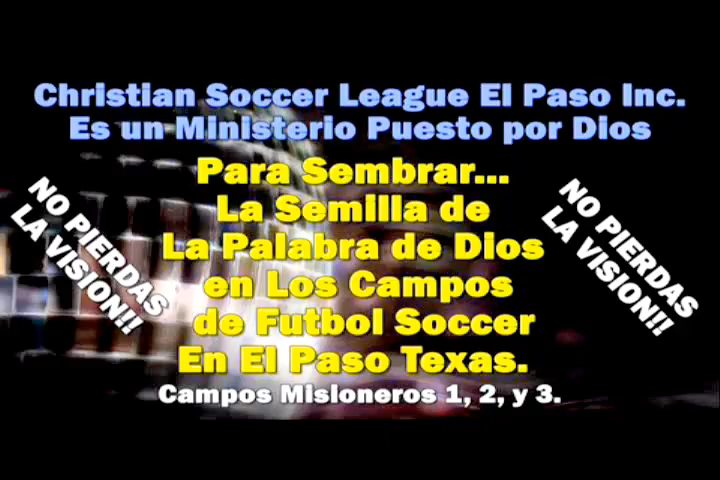 Christian Soccer League El Paso Inc.
Es un Ministerio Puesto por Dios
Para Sembrar...
La Semilla de
La Palabra de Dios
en Los Campos
de Futbol Soccer
En El Paso Texas.
Campos Misioneros 1, 2, y 3.
NO PIERDAS
LA VISION!!
NO PIERDAS
LA VISION!!